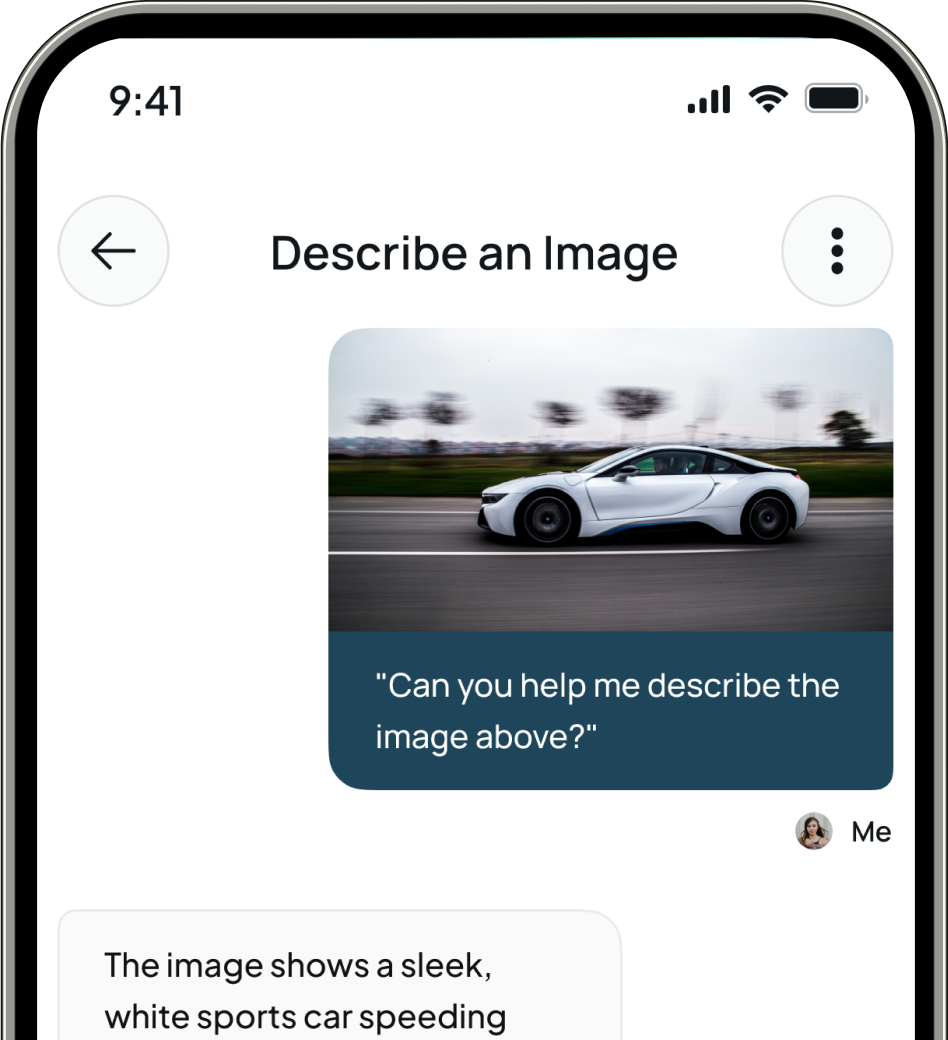 9:41
Describe an Image
"Can you help me describe the
image above?"
Me
The image shows a sleek,
white sports car speeding